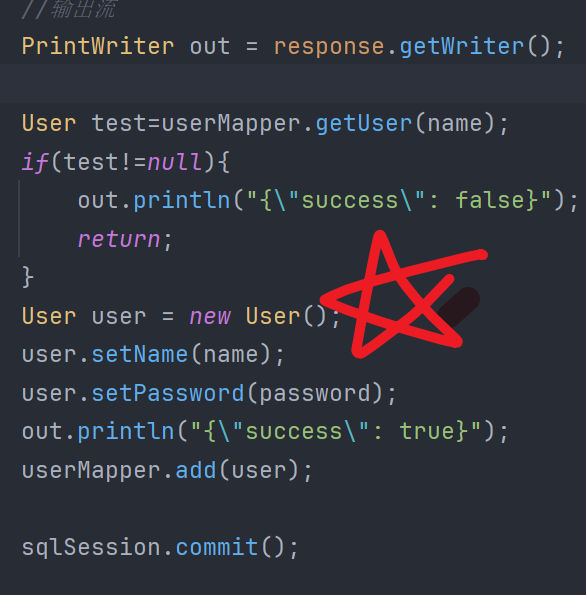 //输出流
PrintWriter out = response.getWriter();
User test=userMapper.getUser(name);
if(test!=null){
out.println("{\"success\": false}");
return;
}
User user = new User();
user.setName(name);
user.setPassword(password);
out.println("{\"success\": true}");
userMapper.add(user);
sqlSession.commit();